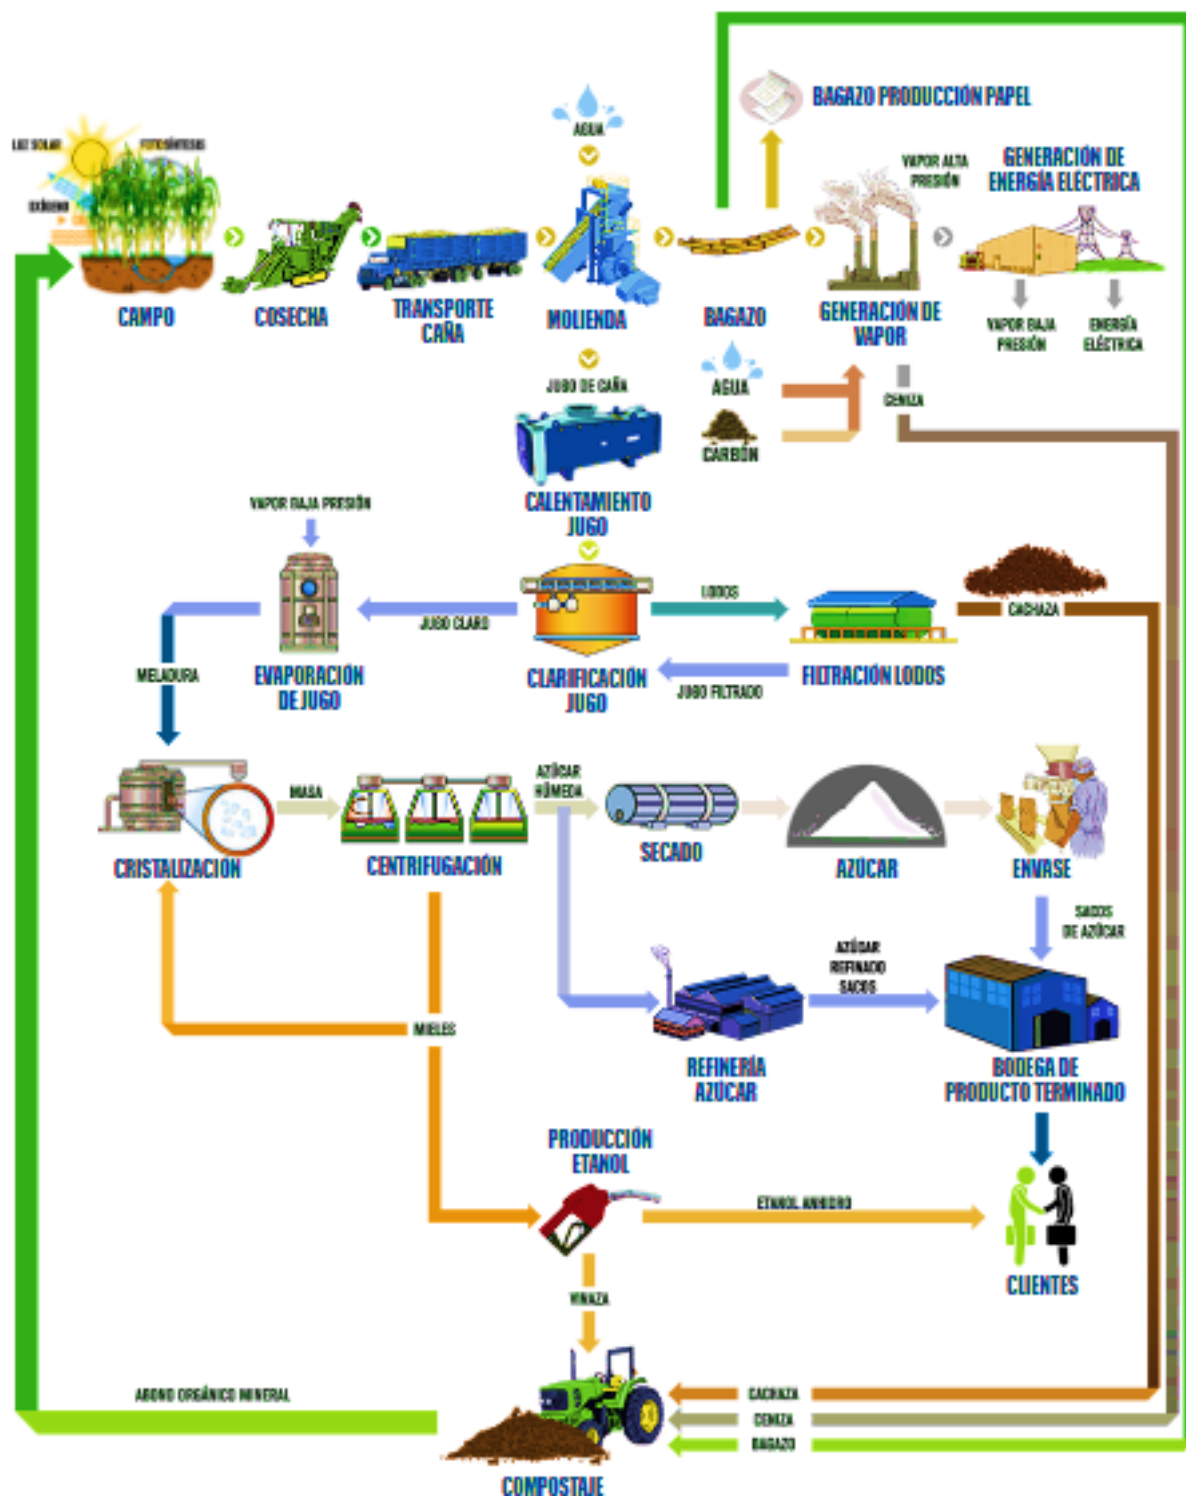 BAGAZO PRODUCCIÓN PAPEL
AGUA
LUZ SOLAR
FOTOSÍNTESIS
OXÍGENO
VAPOR ALTA
PRESIÓN
GENERACIÓN DE
ENERGÍA ELÉCTRICA
CAMPO
COSECHA
TRANSPORTE
CAÑA
MOLIENDA
BAGAZO
GENERACIÓN DE
VAPOR
VAPOR BAJA
PRESIÓN
ENERGÍA
ELÉCTRICA
JUGO DE CAÑA
AGUA
CENIZA
CARBÓN
CALENTAMIENTO
JUGO
VAPOR BAJA PRESIÓN
LODOS
CACHAZA
JUGO CLARO
MELADURA
EVAPORACIÓN
DE JUGO
CLARIFICACIÓN
JUGO
JUGO FILTRADO
FILTRACIÓN LODOS
MASA
AZÚCAR
HÚMEDA
CRISTALIZACIÓN
CENTRIFUGACIÓN
SECADO
AZÚCAR
ENVASE
SACOS
DE AZÚCAR
AZÚCAR
REFINADO
SACOS
MIELES
REFINERÍA
AZÚCAR
BODEGA DE
PRODUCTO TERMINADO
PRODUCCIÓN
ETANOL
ETANOL ANHIDRO
CLIENTES
VINAZA
ABONO ORGÁNICO MINERAL
CACHAZA
CENIZA
BAGAZO
COMPOSTAJE